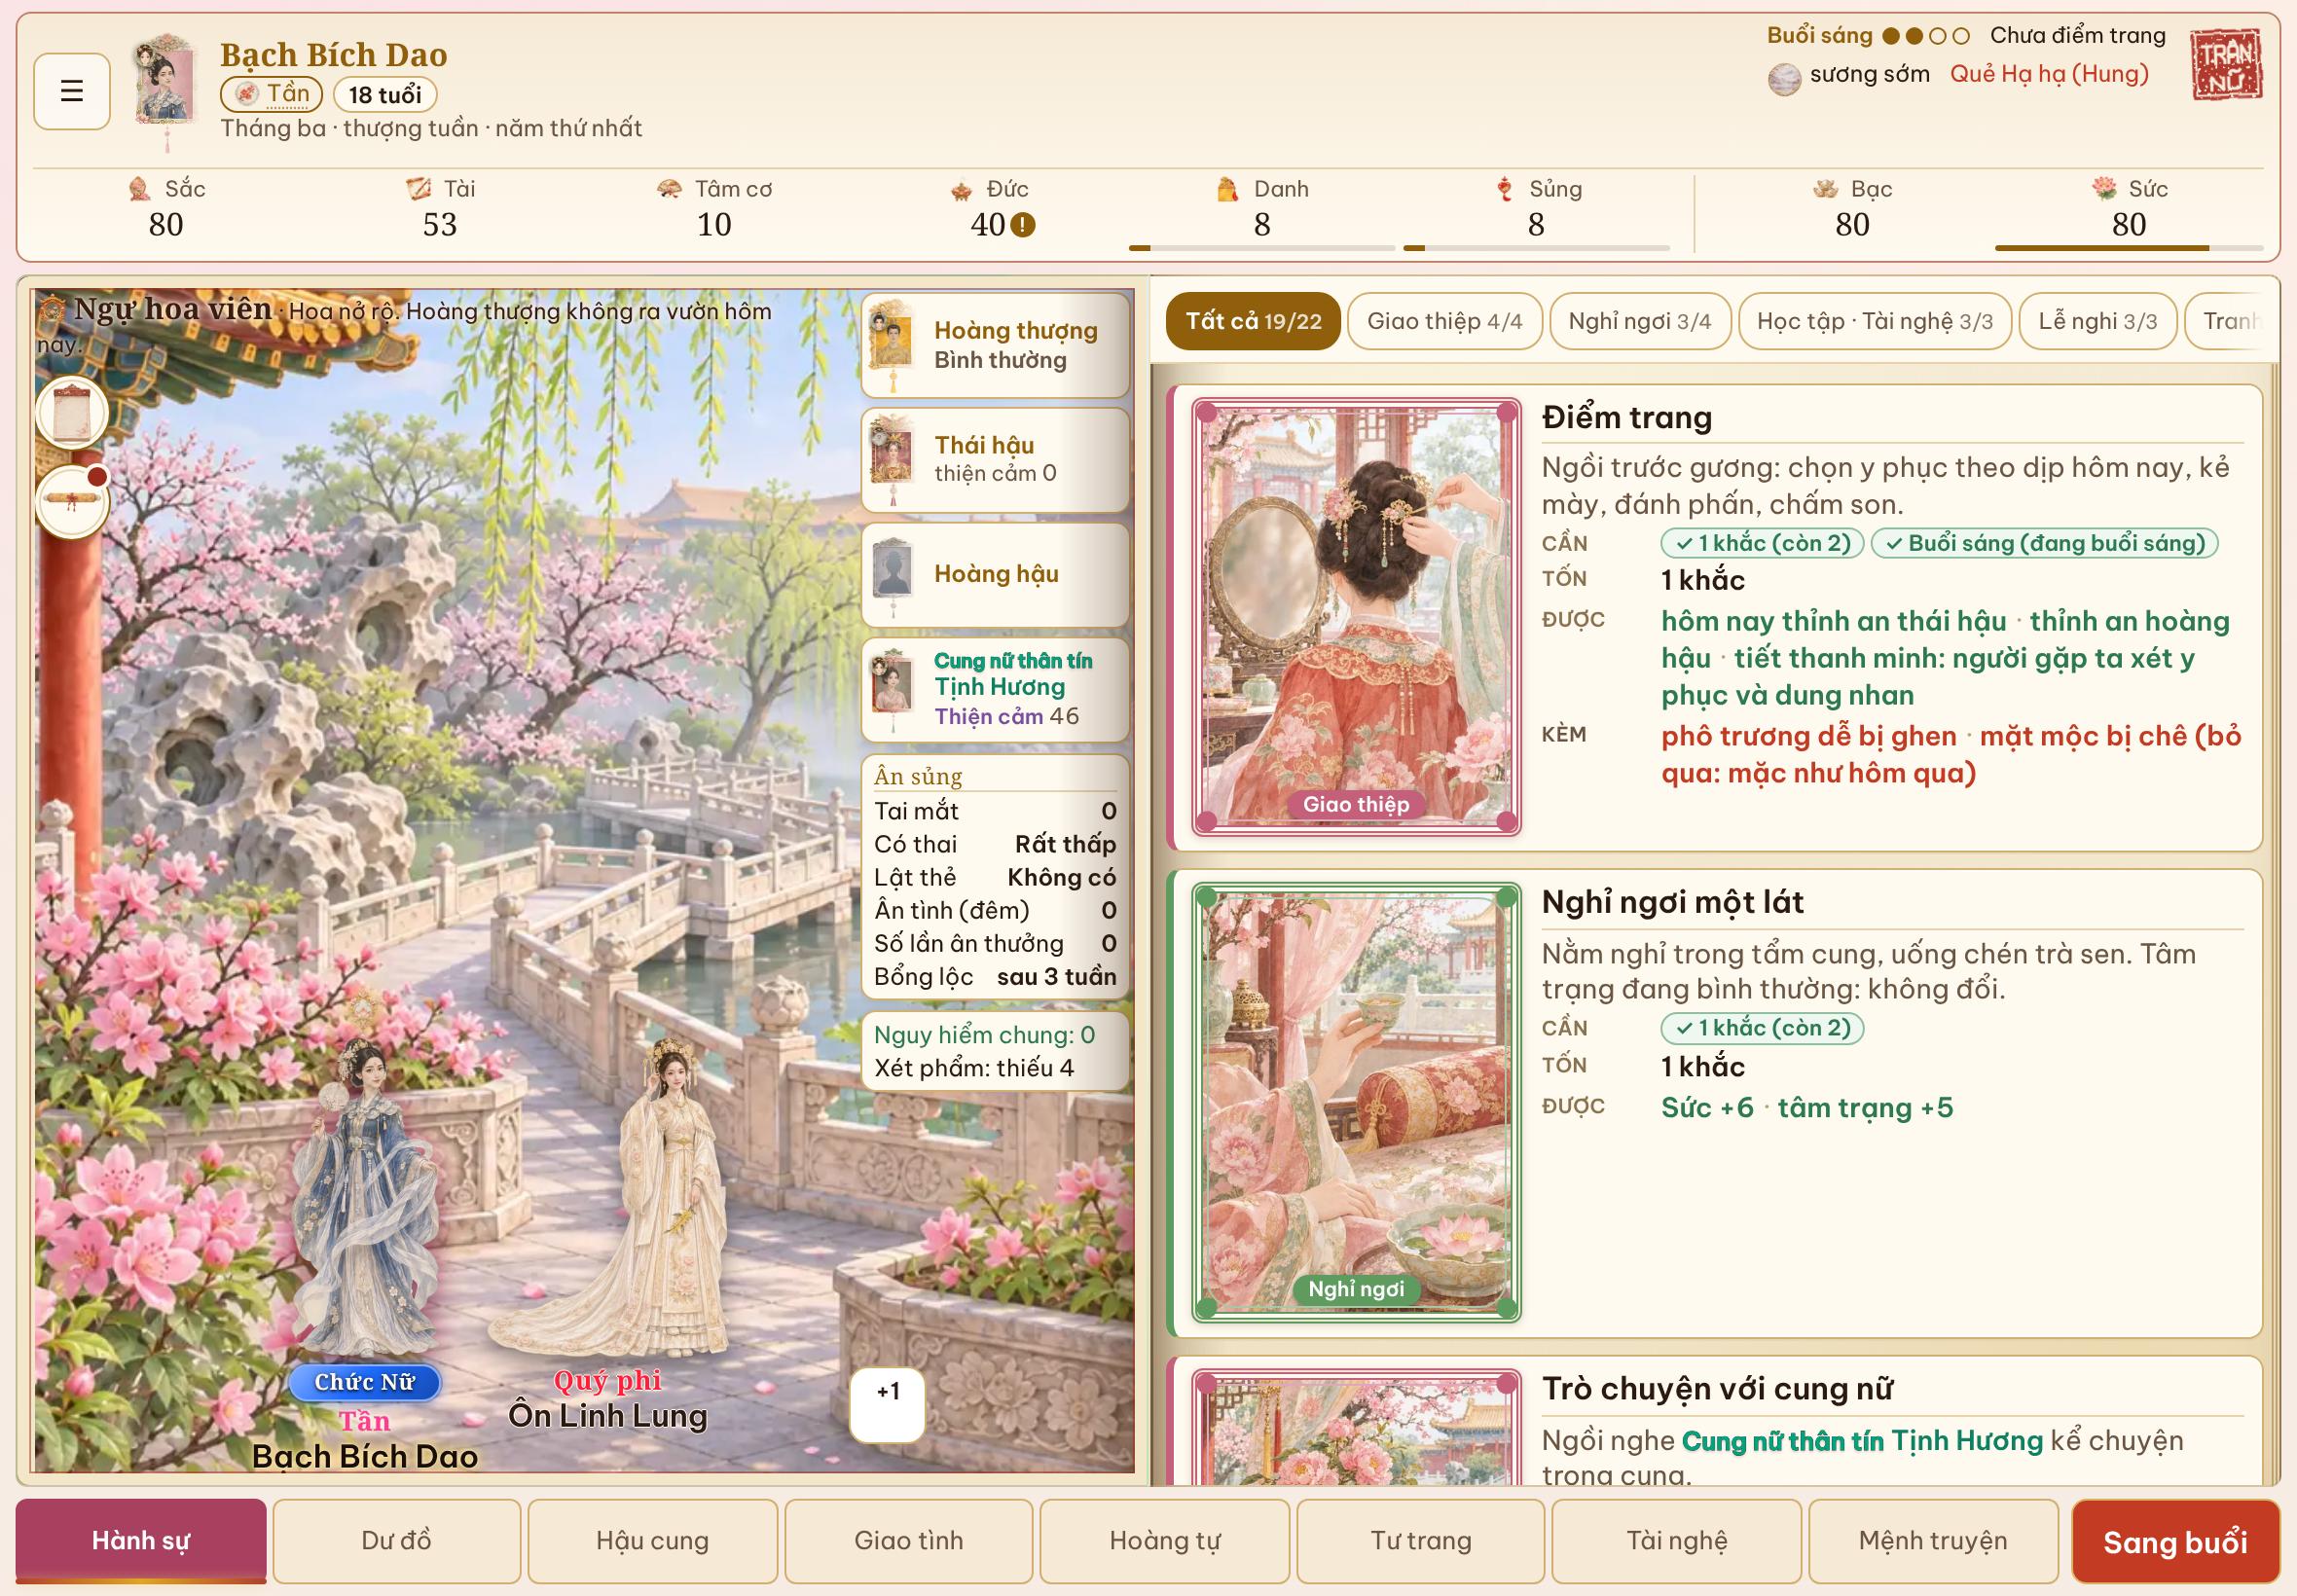 ☰
Bạch Bích Dao
Tần
18 tuổi
Tháng ba · thượng tuần · năm thứ nhất
Buổi sáng
Chưa điểm trang
sương sớm
Quẻ Hạ hạ (Hung)
TRÂN
NỮ
Sắc
80
Tài
53
Tâm cơ
10
Đức
40 !
Danh
8
Sủng
8
Bạc
80
Sức
80
Ngự hoa viên · Hoa nở rộ. Hoàng thượng không ra vườn hôm
nay.
Hoàng thượng
Bình thường
Thái hậu
thiện cảm 0
Hoàng hậu
Cung nữ thân tín
Tịnh Hương
Thiện cảm 46
Ân sủng
Tai mắt 0
Có thai Rất thấp
Lật thẻ Không có
Ân tình (đêm) 0
Số lần ân thưởng 0
Bổng lộc sau 3 tuần
Nguy hiểm chung: 0
Xét phẩm: thiếu 4
Chức Nữ
Tần
Bạch Bích Dao
Quý phi
Ôn Linh Lung
+1
Tất cả 19/22
Giao thiệp 4/4
Nghỉ ngơi 3/4
Học tập · Tài nghệ 3/3
Lễ nghi 3/3
Tranh
Giao thiệp
Điểm trang
Ngồi trước gương: chọn y phục theo dịp hôm nay, kẻ
mày, đánh phấn, chấm son.
CẦN ✓ 1 khắc (còn 2) ✓ Buổi sáng (đang buổi sáng)
TỐN 1 khắc
ĐƯỢC hôm nay thỉnh an thái hậu · thỉnh an hoàng
hậu · tiết thanh minh: người gặp ta xét y
phục và dung nhan
KÈM phô trương dễ bị ghen · mặt mộc bị chê (bỏ
qua: mặc như hôm qua)
Nghỉ ngơi
Nghỉ ngơi một lát
Nằm nghỉ trong tẩm cung, uống chén trà sen. Tâm
trạng đang bình thường: không đổi.
CẦN ✓ 1 khắc (còn 2)
TỐN 1 khắc
ĐƯỢC Sức +6 · tâm trạng +5
Trò chuyện với cung nữ
Ngồi nghe Cung nữ thân tín Tịnh Hương kể chuyện
trong cung.
Hành sự
Dư đồ
Hậu cung
Giao tình
Hoàng tự
Tư trang
Tài nghệ
Mệnh truyện
Sang buổi